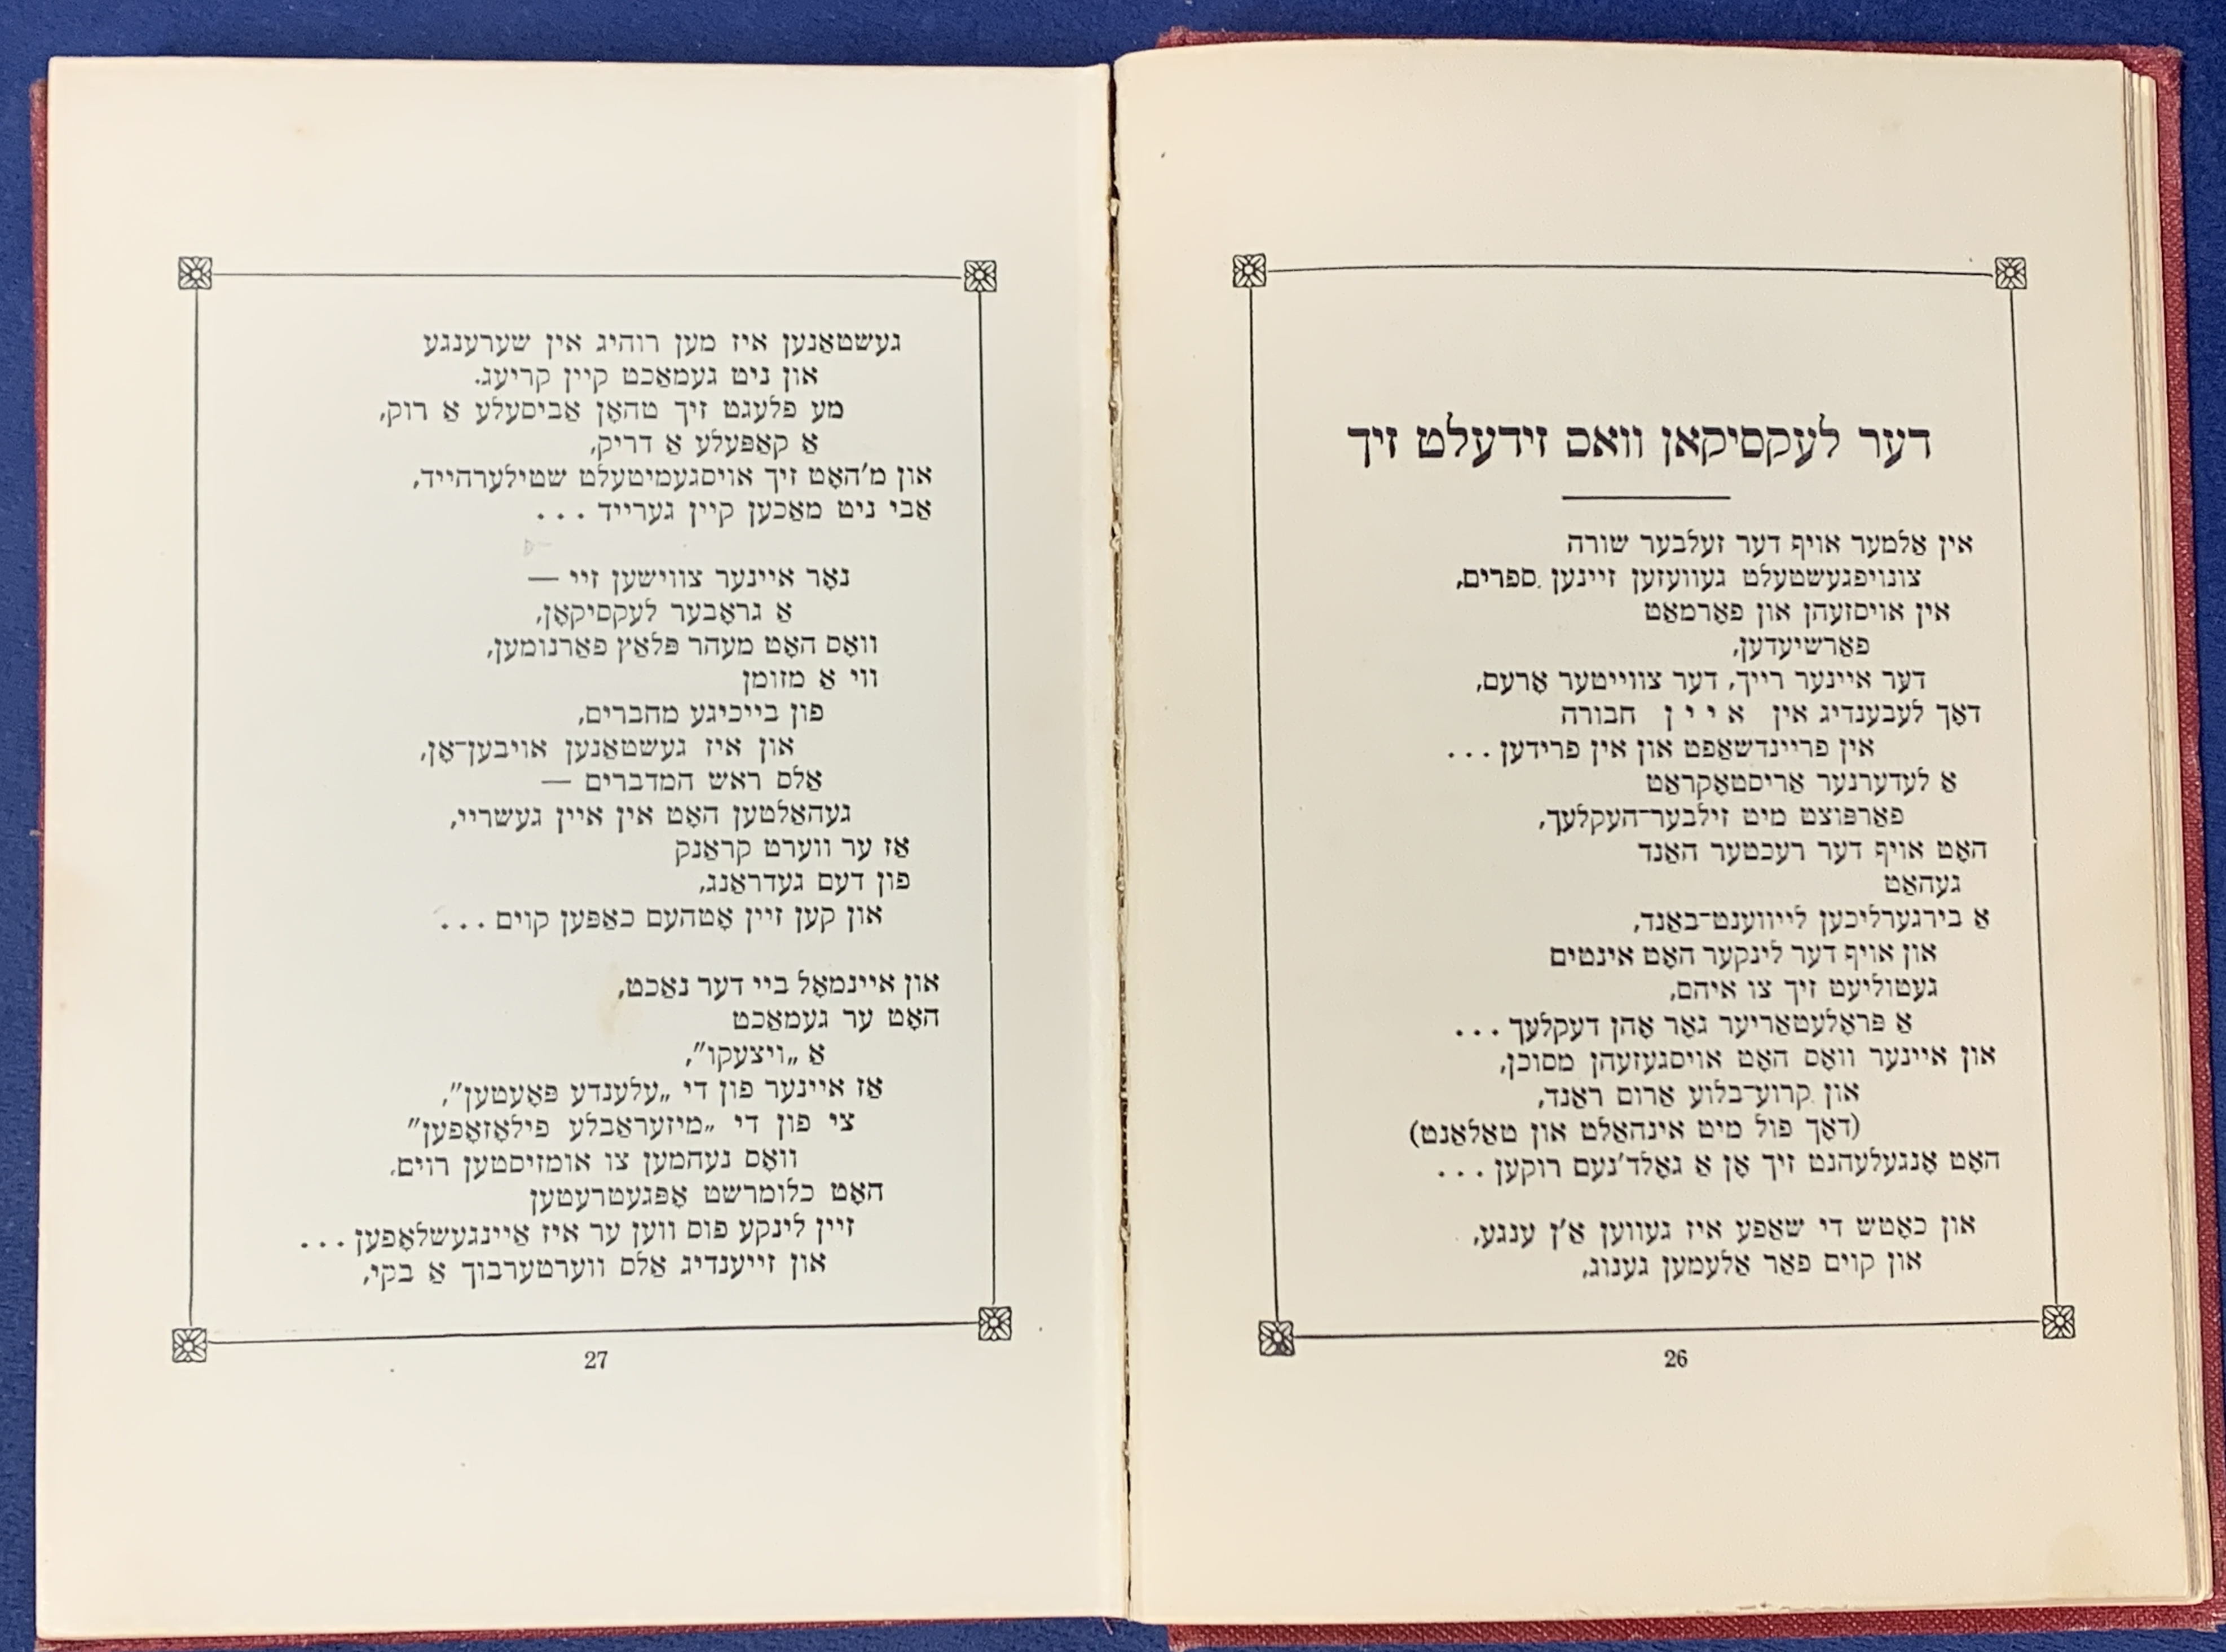 דער לעקסיקאן וואס זידעלט זיך
אין אַלמער אויף דער זעלבער שורה
צונויפגעשטעלט געוועזען זיינען ספרים,
אין אויסזעהן און פאָרמאַט
פאַרשיעדען,
דער איינער רייך, דער צווייטער אָרעם,
דאָך לעבענדיג אין א י י ן חבורה
אין פריינדשאַפט און אין פרידען...
אַ לעדערנער אַריסטאָקראַט
פאַרפּוצט מיט זילבער־העקלעך,
האָט אויף דער רעכטער האַנד
געהאַט
אַ בירגערליכען לייווענט־באַנד,
און אויף דער לינקער האָט אינטים
געטוליעט זיך צו איהם,
אַ פּראָלעטאַריער גאָר אָהן דעקלעך...
און איינער וואָס האָט אויסגעזעהן מסוכן,
און קרוע־בלוע אַרום ראַנד,
(דאָך פול מיט אינהאַלט און טאַלאַנט)
האָט אָנגעלעהנט זיך אָן אַ גאָלד'נעם רוקען...
און כאָטש די שאַפע איז געווען אַ'ן ענגע,
און קוים פאַר אַלעמען גענוג,
26
געשטאַנען איז מען רוהיג אין שערענגע
און ניט געמאַכט קיין קריעג.
מע פלעגט זיך טהאָן אַביסעלע אַ רוק,
אַ קאַפּעלע אַ דריק,
און מ'האָט זיך אויסגעמיטעלט שטילערהייד,
אַבי ניט מאַכען קיין גערייד...
נאָר איינער צווישען זיי —
אַ גראָבער לעקסיקאָן,
וואָס האָט מעהר פּלאַץ פאַרנומען,
ווי אַ מזומן
פון בייכיגע מחברים,
און איז געשטאַנען אויבען־אָן,
אַלס ראש המדברים —
געהאַלטען האָט אין איין געשריי,
אַז ער ווערט קראַנק
פון דעם געדראַנג,
און קען זיין אָטהעם כאַפּען קוים...
און איינמאָל ביי דער נאַכט,
האָט ער געמאַכט
אַ „ויצעקו",
אַז איינער פון די „עלענדע פּאָעטען",
צי פון די „מיזעראַבלע פילאָזאָפען"
וואָס נעהמען צו אומזיסטען רוים,
האָט כלומרשט אָפּגעטרעטען
זיין לינקע פוס ווען ער איז איינגעשלאָפען...
און זייענדיג אַלס ווערטערבוך אַ בקי,
27